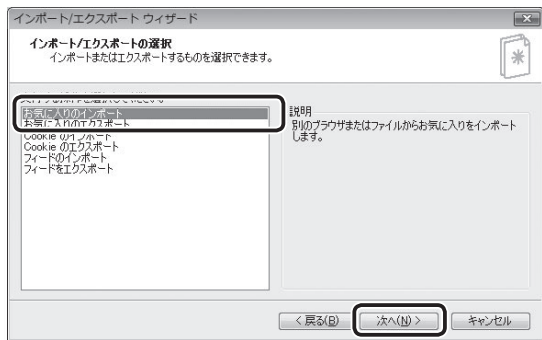 インポート/エクスポート ウィザード
インポート/エクスポートの選択
インポートまたはエクスポートするものを選択できます。
お気に入りのインポート
お気に入りのエクスポート
Cookie のインポート
Cookie のエクスポート
フィードのインポート
フィードをエクスポート
説明
別のブラウザまたはファイルからお気に入りをインポート
します。
< 戻る(B)
次へ(N) >
キャンセル